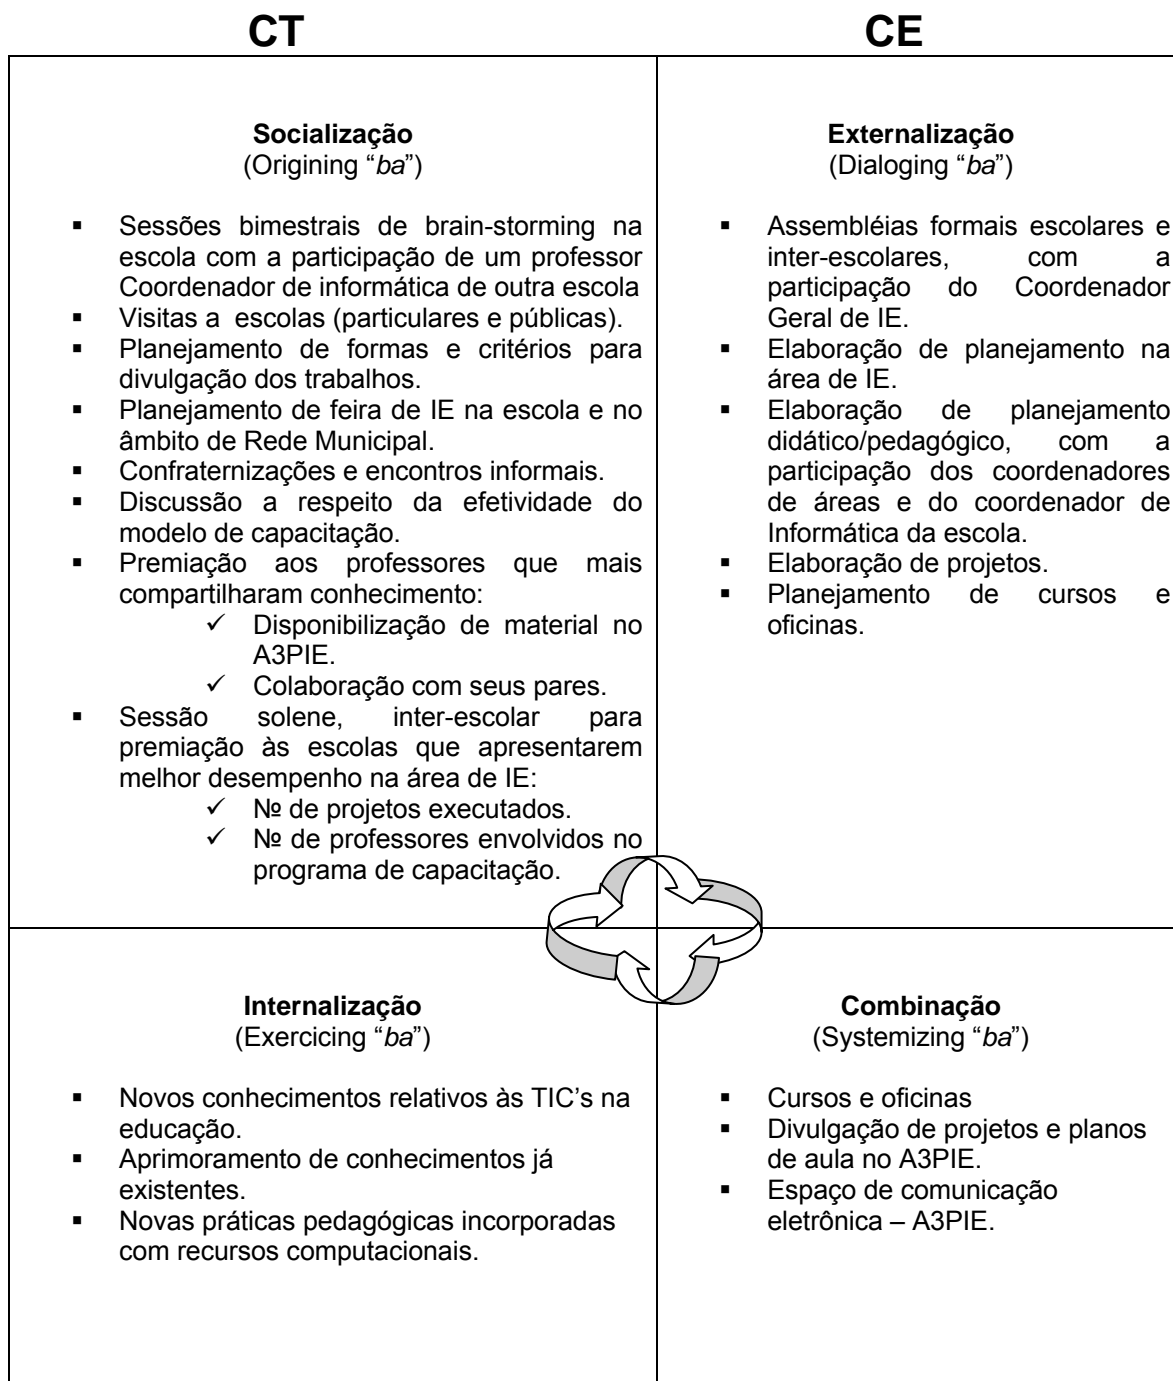 CT
CE
Socialização
(Origining “ba”)
▪ Sessões bimestrais de brain-storming na
escola com a participação de um professor
Coordenador de informática de outra escola
▪ Visitas a escolas (particulares e públicas).
▪ Planejamento de formas e critérios para
divulgação dos trabalhos.
▪ Planejamento de feira de IE na escola e no
âmbito de Rede Municipal.
▪ Confraternizações e encontros informais.
▪ Discussão a respeito da efetividade do
modelo de capacitação.
▪ Premiação aos professores que mais
compartilharam conhecimento:
✓ Disponibilização de material no
A3PIE.
✓ Colaboração com seus pares.
▪ Sessão solene, inter-escolar para
premiação às escolas que apresentarem
melhor desempenho na área de IE:
✓ № de projetos executados.
✓ № de professores envolvidos no
programa de capacitação.
Externalização
(Dialoging “ba”)
▪ Assembléias formais escolares e
inter-escolares, com a
participação do Coordenador
Geral de IE.
▪ Elaboração de planejamento na
área de IE.
▪ Elaboração de planejamento
didático/pedagógico, com a
participação dos coordenadores
de áreas e do coordenador de
Informática da escola.
▪ Elaboração de projetos.
▪ Planejamento de cursos e
oficinas.
Internalização
(Exercicing “ba”)
▪ Novos conhecimentos relativos às TIC’s na
educação.
▪ Aprimoramento de conhecimentos já
existentes.
▪ Novas práticas pedagógicas incorporadas
com recursos computacionais.
Combinação
(Systemizing “ba”)
▪ Cursos e oficinas
▪ Divulgação de projetos e planos
de aula no A3PIE.
▪ Espaço de comunicação
eletrônica – A3PIE.